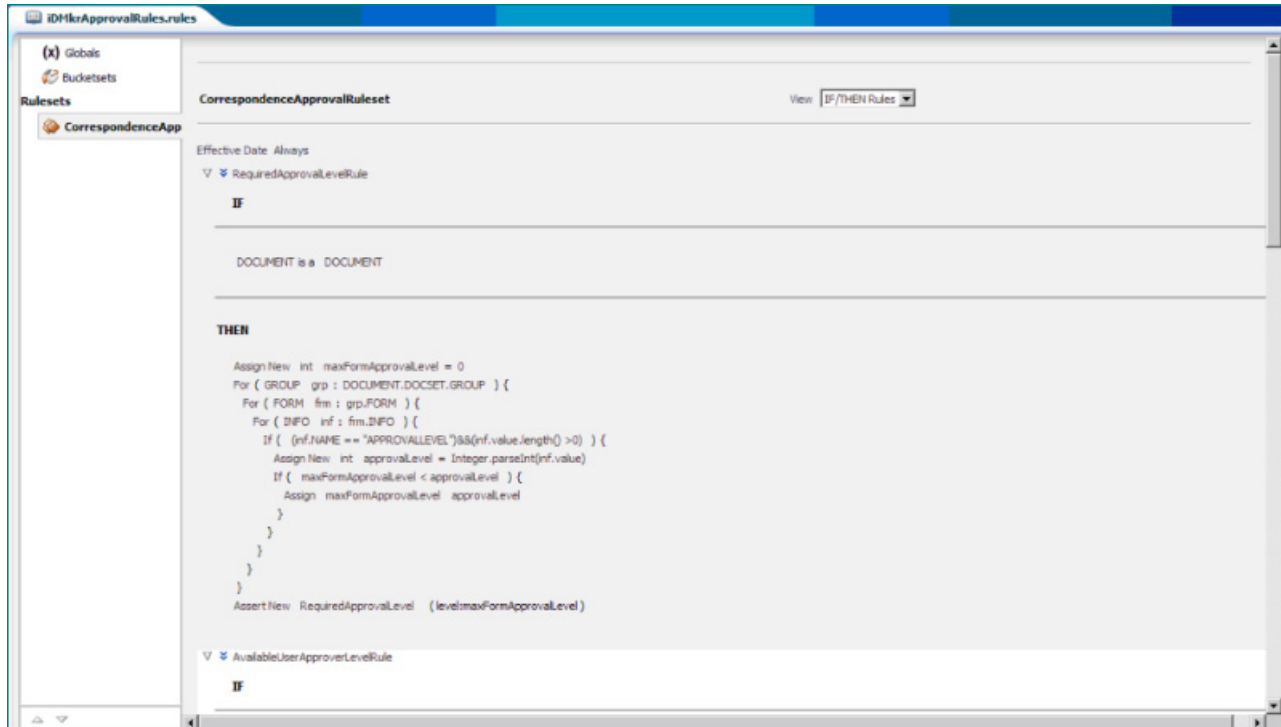 iDMkrApprovalRules.rules
(x) Globals
Bucketsets
Rulesets
CorrespondenceApp
CorrespondenceApprovalRuleset
View IF/THEN Rules
Effective Date Always
RequiredApprovalLevelRule
IF
DOCUMENT is a DOCUMENT
THEN
Assign New int maxFormApprovalLevel = 0
For ( GROUP grp : DOCUMENT.DOCSET.GROUP ) {
For ( FORM frm : grp.FORM ) {
For ( INFO inf : frm.INFO ) {
If ( (inf.NAME == "APPROVALLEVEL")&&(inf.value.length() >0) ) {
Assign New int approvalLevel = Integer.parseInt(inf.value)
If ( maxFormApprovalLevel < approvalLevel ) {
Assign maxFormApprovalLevel approvalLevel
}
}
}
}
}
Assert New RequiredApprovalLevel (level:maxFormApprovalLevel)
AvailableUserApproverLevelRule
IF